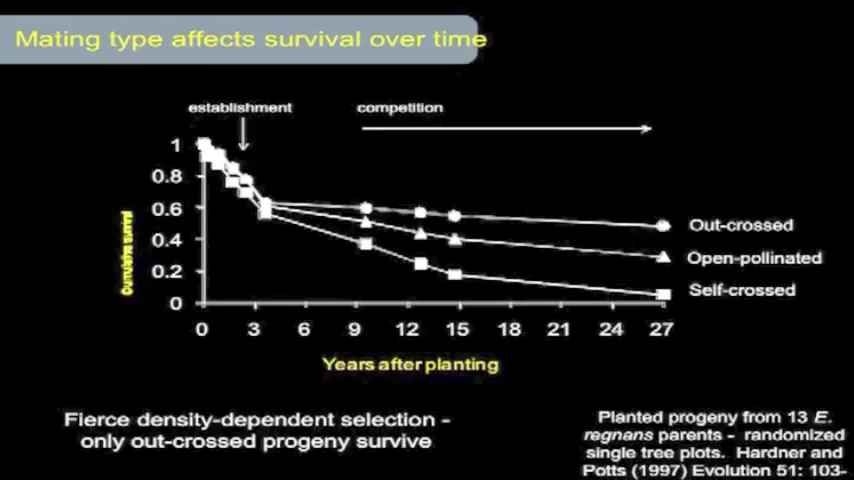 Mating type affects survival over time
establishment
competition
1
0.8
0.6
0.4
0.2
0
Cumulative survival
0 3 6 9 12 15 18 21 24 27
Out-crossed
Open-pollinated
Self-crossed
Years after planting
Fierce density-dependent selection -
only out-crossed progeny survive
Planted progeny from 13 E.
regnans parents - randomized
single tree plots. Hardner and
Potts (1997) Evolution 51: 103-